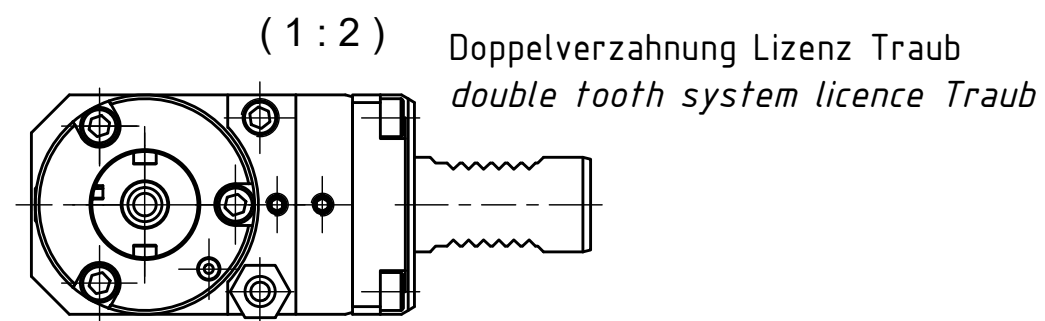 (1:2)
Doppelverzahnung Lizenz Traub
double tooth system licence Traub